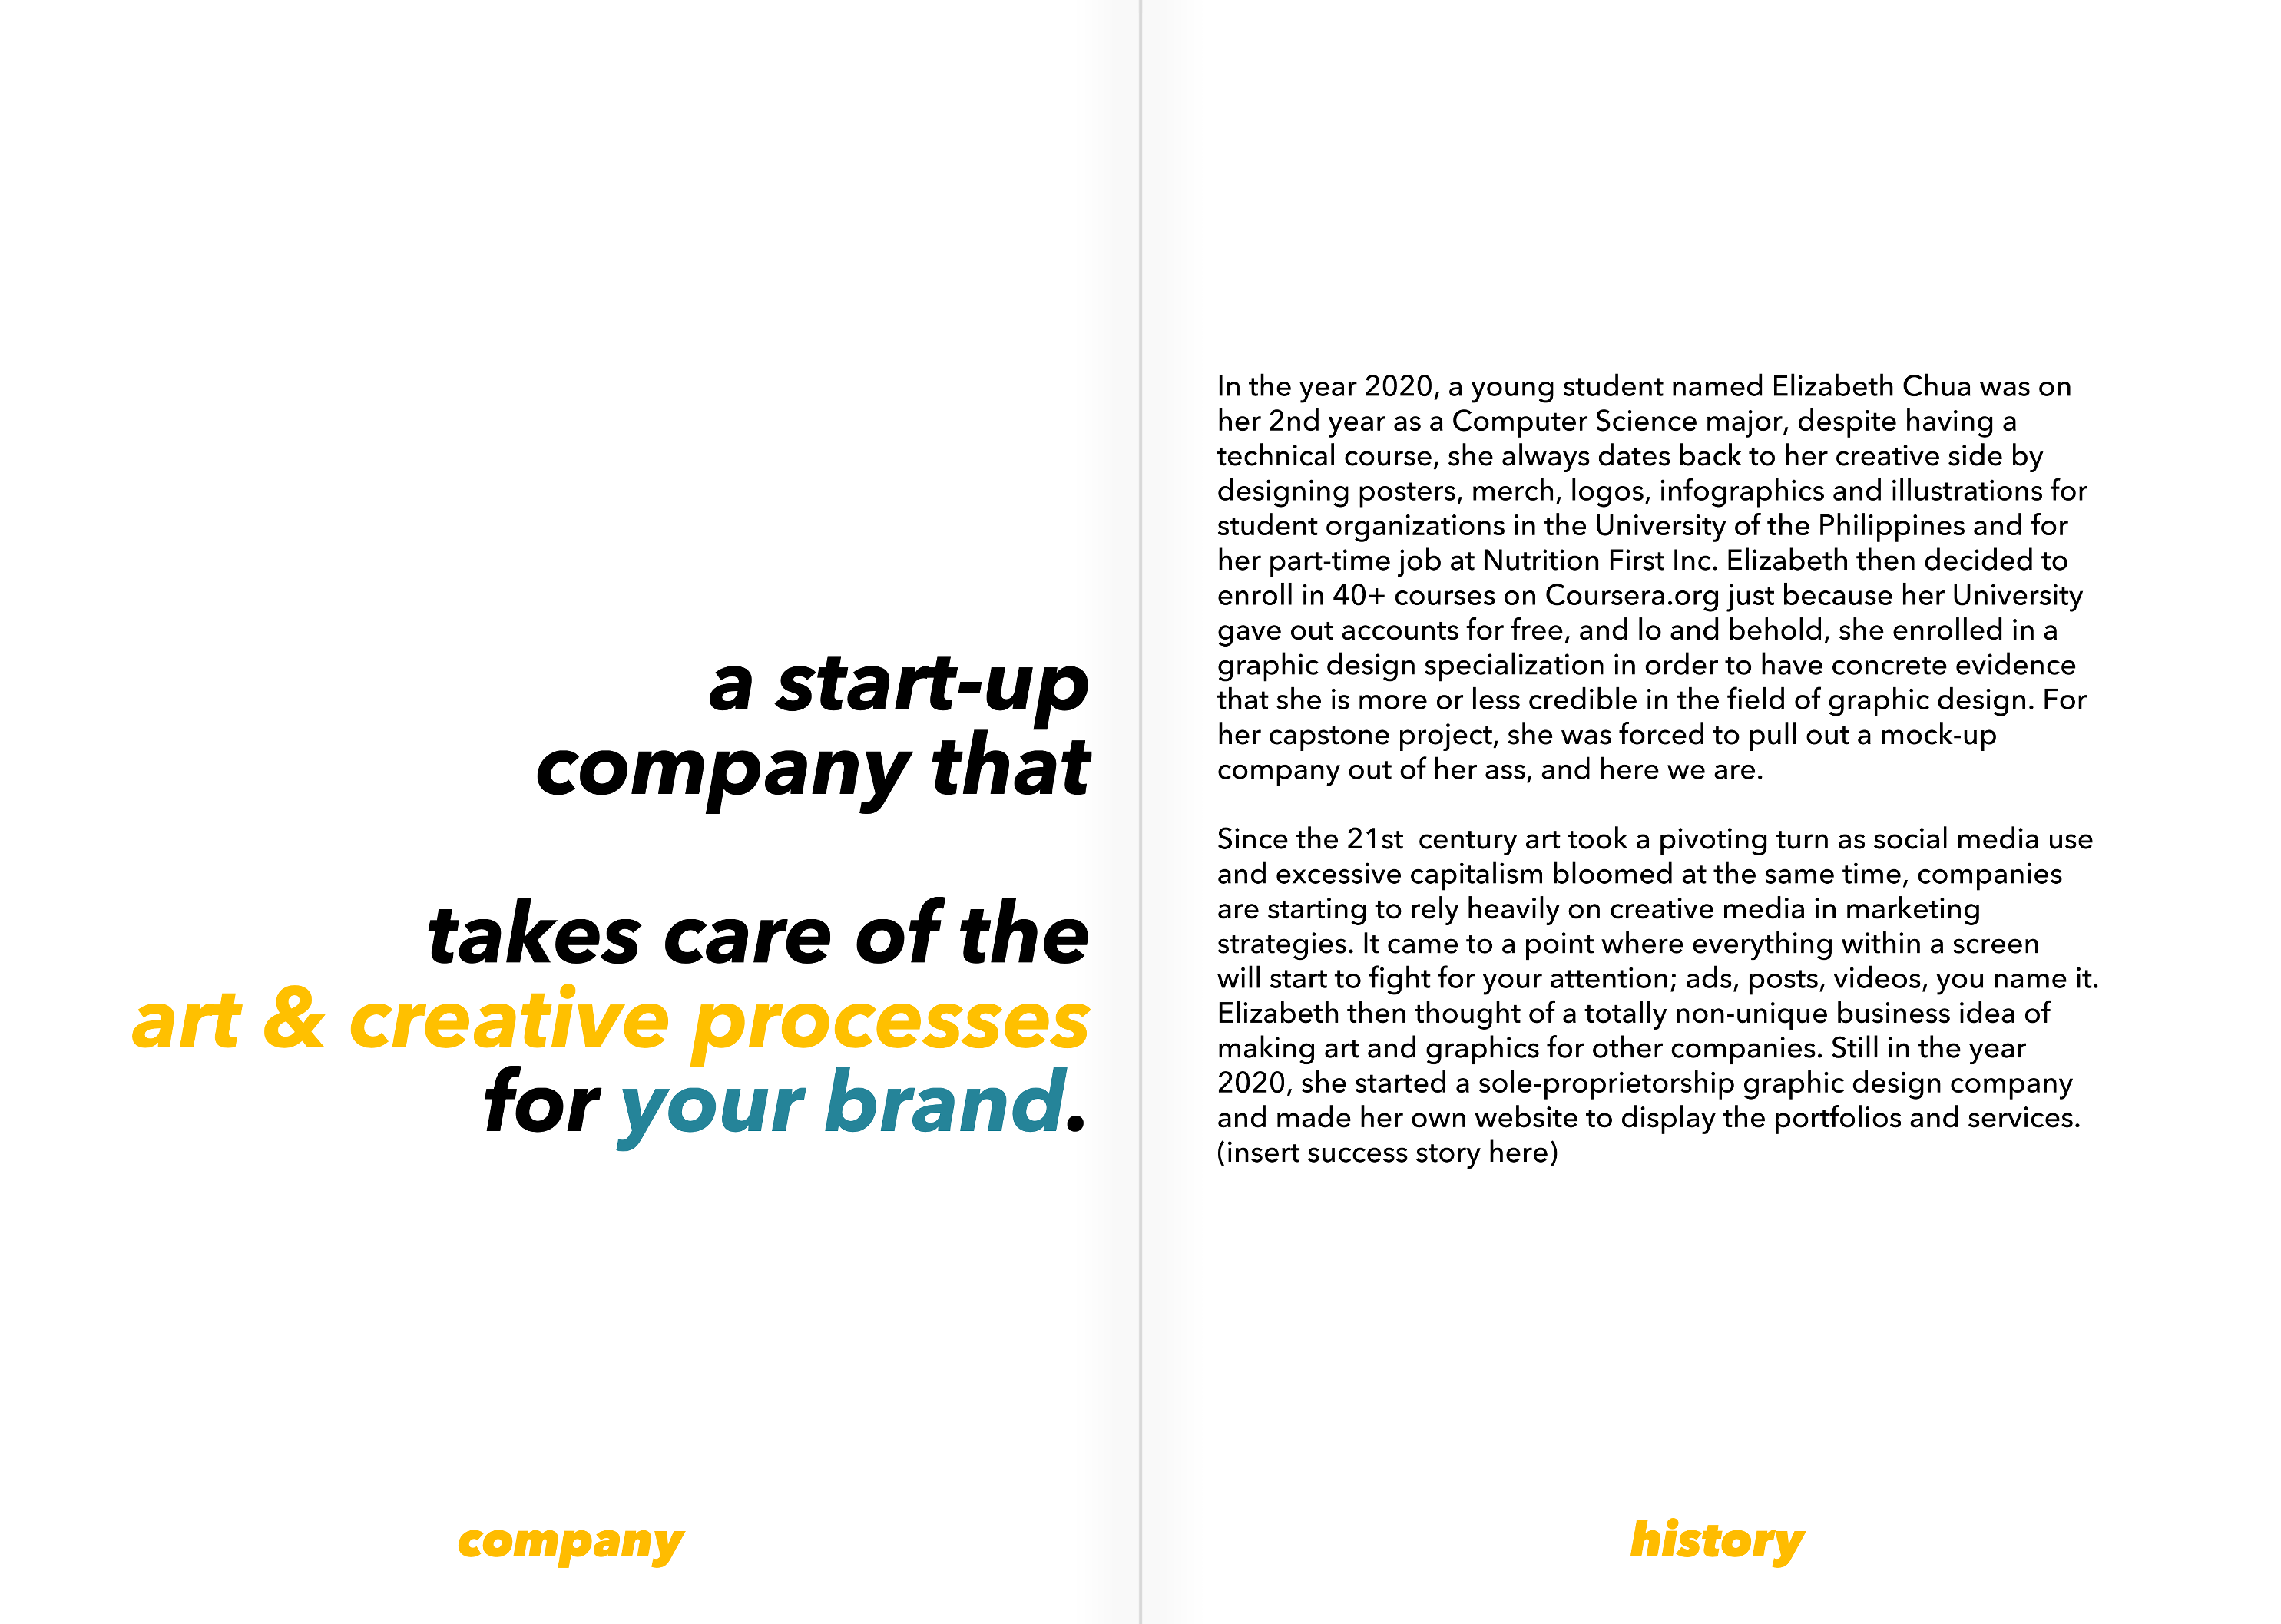 a start-up
company that
takes care of the
art & creative processes
for your brand.
company
In the year 2020, a young student named Elizabeth Chua was on
her 2nd year as a Computer Science major, despite having a
technical course, she always dates back to her creative side by
designing posters, merch, logos, infographics and illustrations for
student organizations in the University of the Philippines and for
her part-time job at Nutrition First Inc. Elizabeth then decided to
enroll in 40+ courses on Coursera.org just because her University
gave out accounts for free, and lo and behold, she enrolled in a
graphic design specialization in order to have concrete evidence
that she is more or less credible in the field of graphic design. For
her capstone project, she was forced to pull out a mock-up
company out of her ass, and here we are.
Since the 21st  century art took a pivoting turn as social media use
and excessive capitalism bloomed at the same time, companies
are starting to rely heavily on creative media in marketing
strategies. It came to a point where everything within a screen
will start to fight for your attention; ads, posts, videos, you name it.
Elizabeth then thought of a totally non-unique business idea of
making art and graphics for other companies. Still in the year
2020, she started a sole-proprietorship graphic design company
and made her own website to display the portfolios and services.
(insert success story here)
history